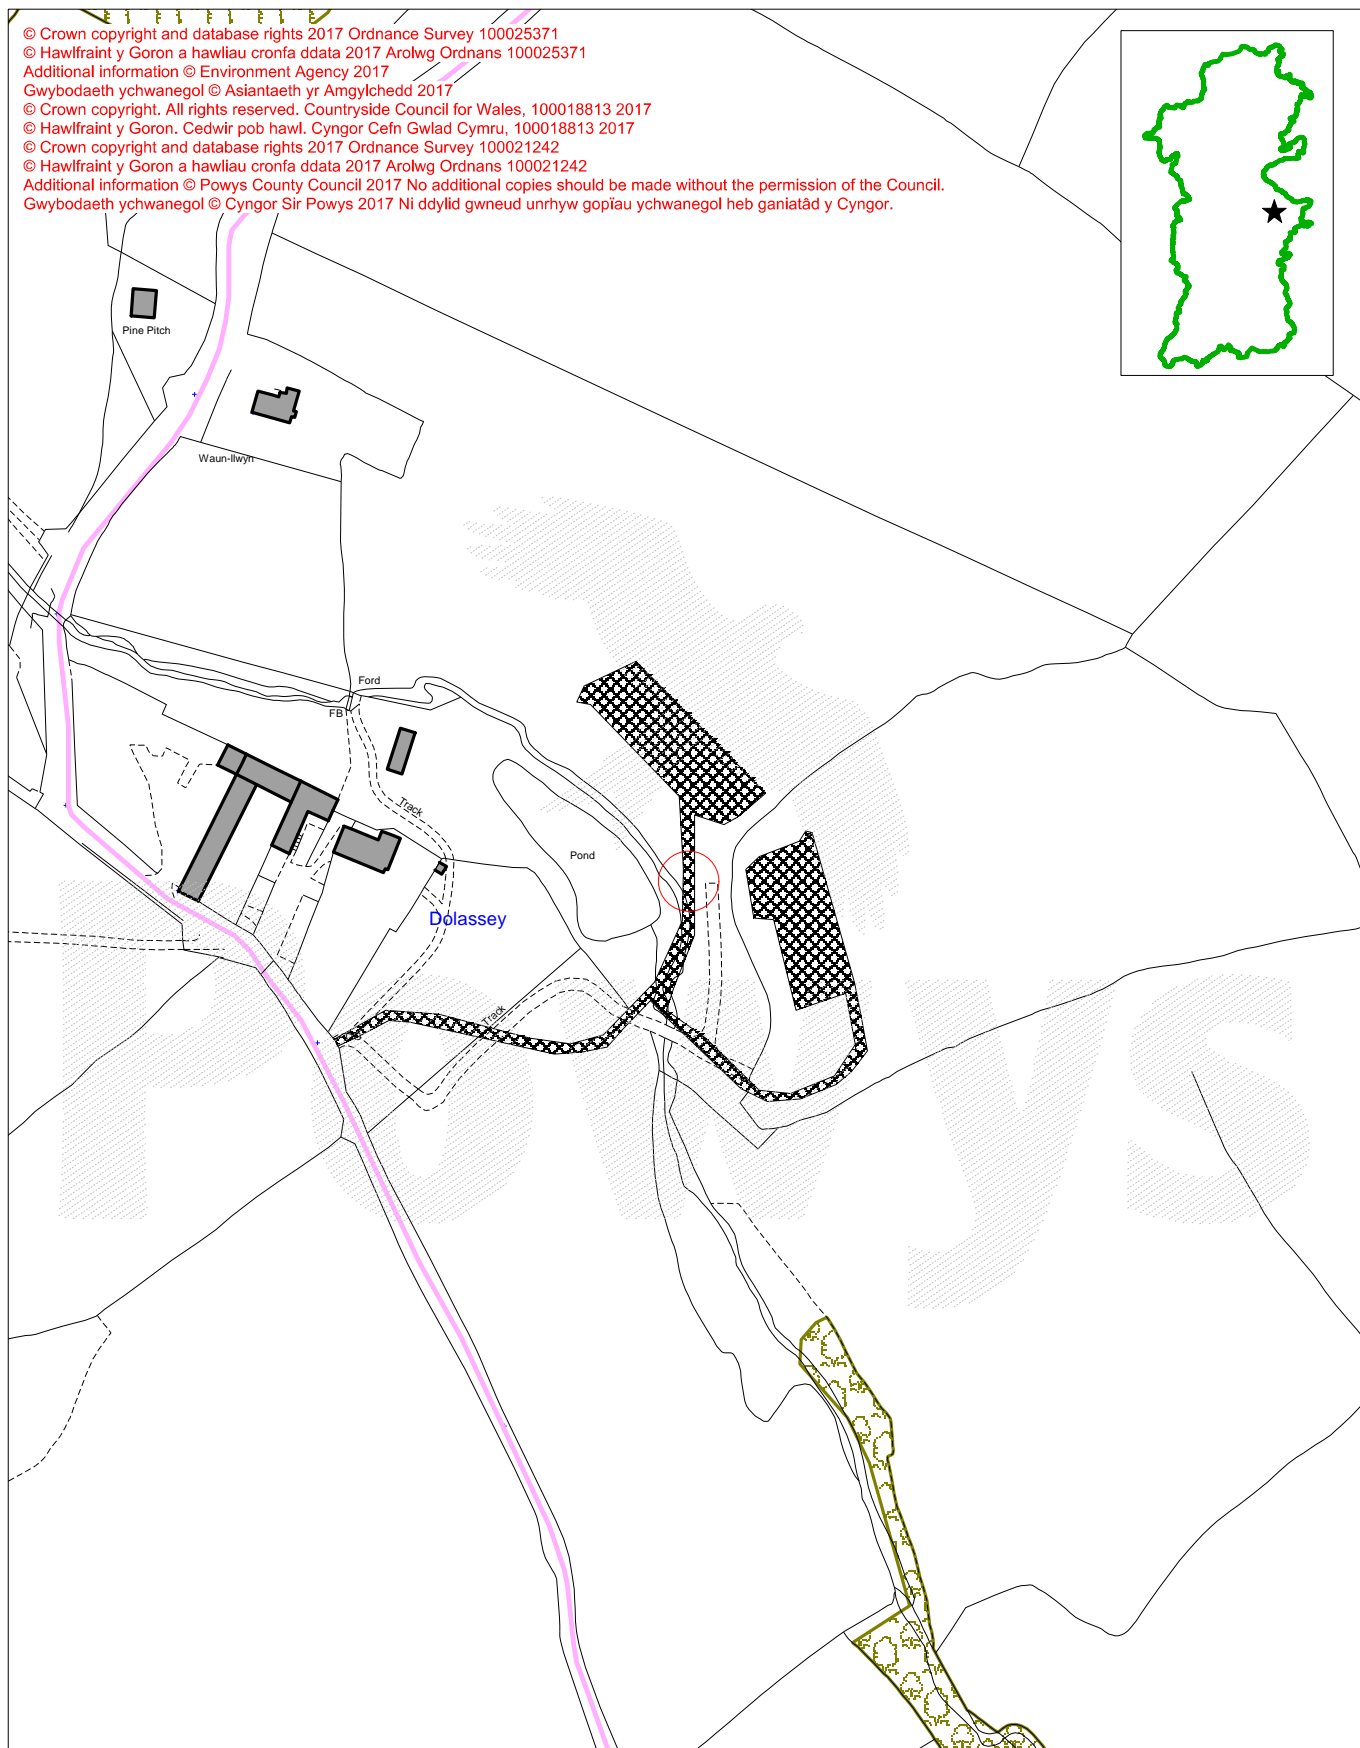 © Crown copyright and database rights 2017 Ordnance Survey 100025371
© Hawlfraint y Goron a hawliau cronfa ddata 2017 Arolwg Ordnans 100025371
Additional information © Environment Agency 2017
Gwybodaeth ychwanegol © Asiantaeth yr Amgylchedd 2017
© Crown copyright. All rights reserved. Countryside Council for Wales, 100018813 2017
© Hawlfraint y Goron. Cedwir pob hawl. Cyngor Cefn Gwlad Cymru, 100018813 2017
© Crown copyright and database rights 2017 Ordnance Survey 100021242
© Hawlfraint y Goron a hawliau cronfa ddata 2017 Arolwg Ordnans 100021242
Additional information © Powys County Council 2017 No additional copies should be made without the permission of the Council.
Gwybodaeth ychwanegol © Cyngor Sir Powys 2017 Ni ddylid gwneud unrhyw gopïau ychwanegol heb ganiatâd y Cyngor.
Pine Pitch
Waun-llwyn
Ford
FB
Track
Pond
Dolassey
Track
Powys